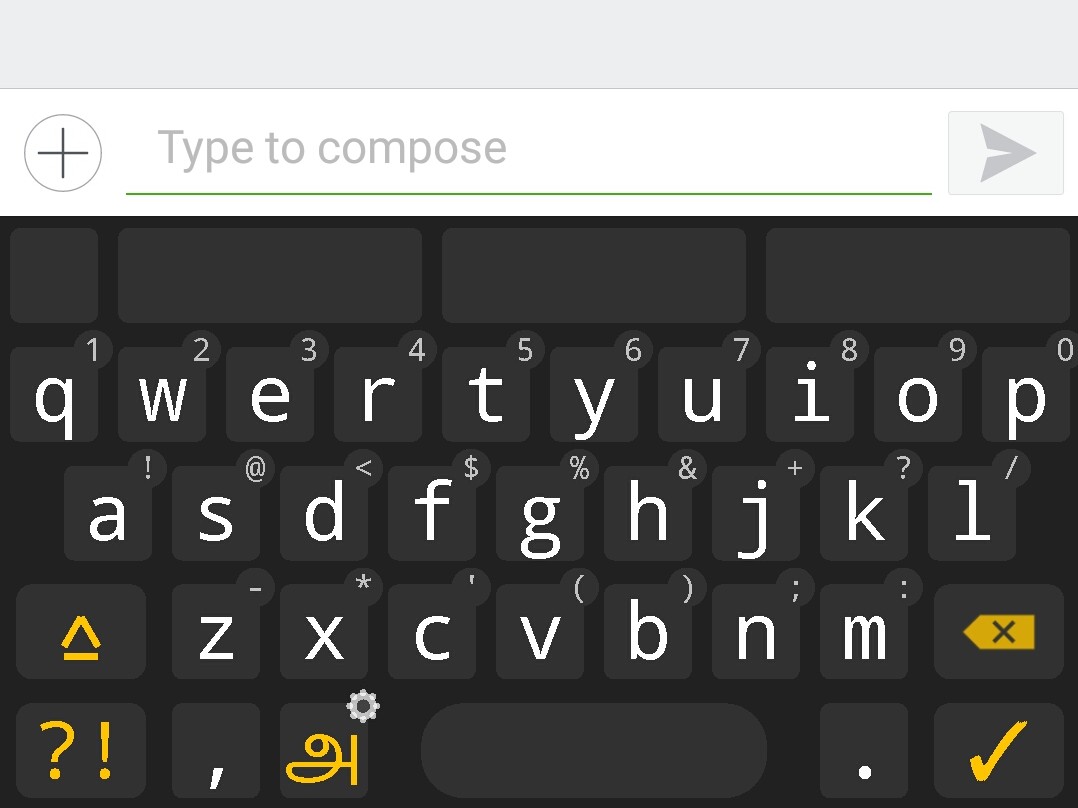 Type to compose
1 2 3 4 5 6 7 8 9 0
q w e r t y u i o p
! @ < $ % & + ? /
a s d f g h j k l
- * ' ( ) ; :
z x c v b n m
?! , அ .